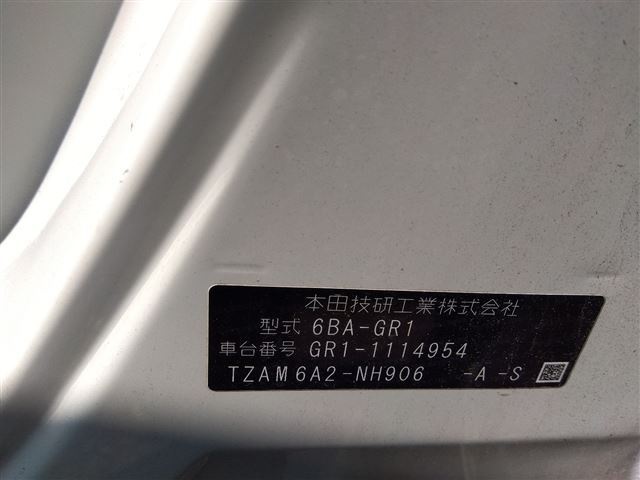 本田技研工業株式会社
型式 6BA-GR1
車台番号 GR1-1114954
TZAM6A2-NH906 -A -S